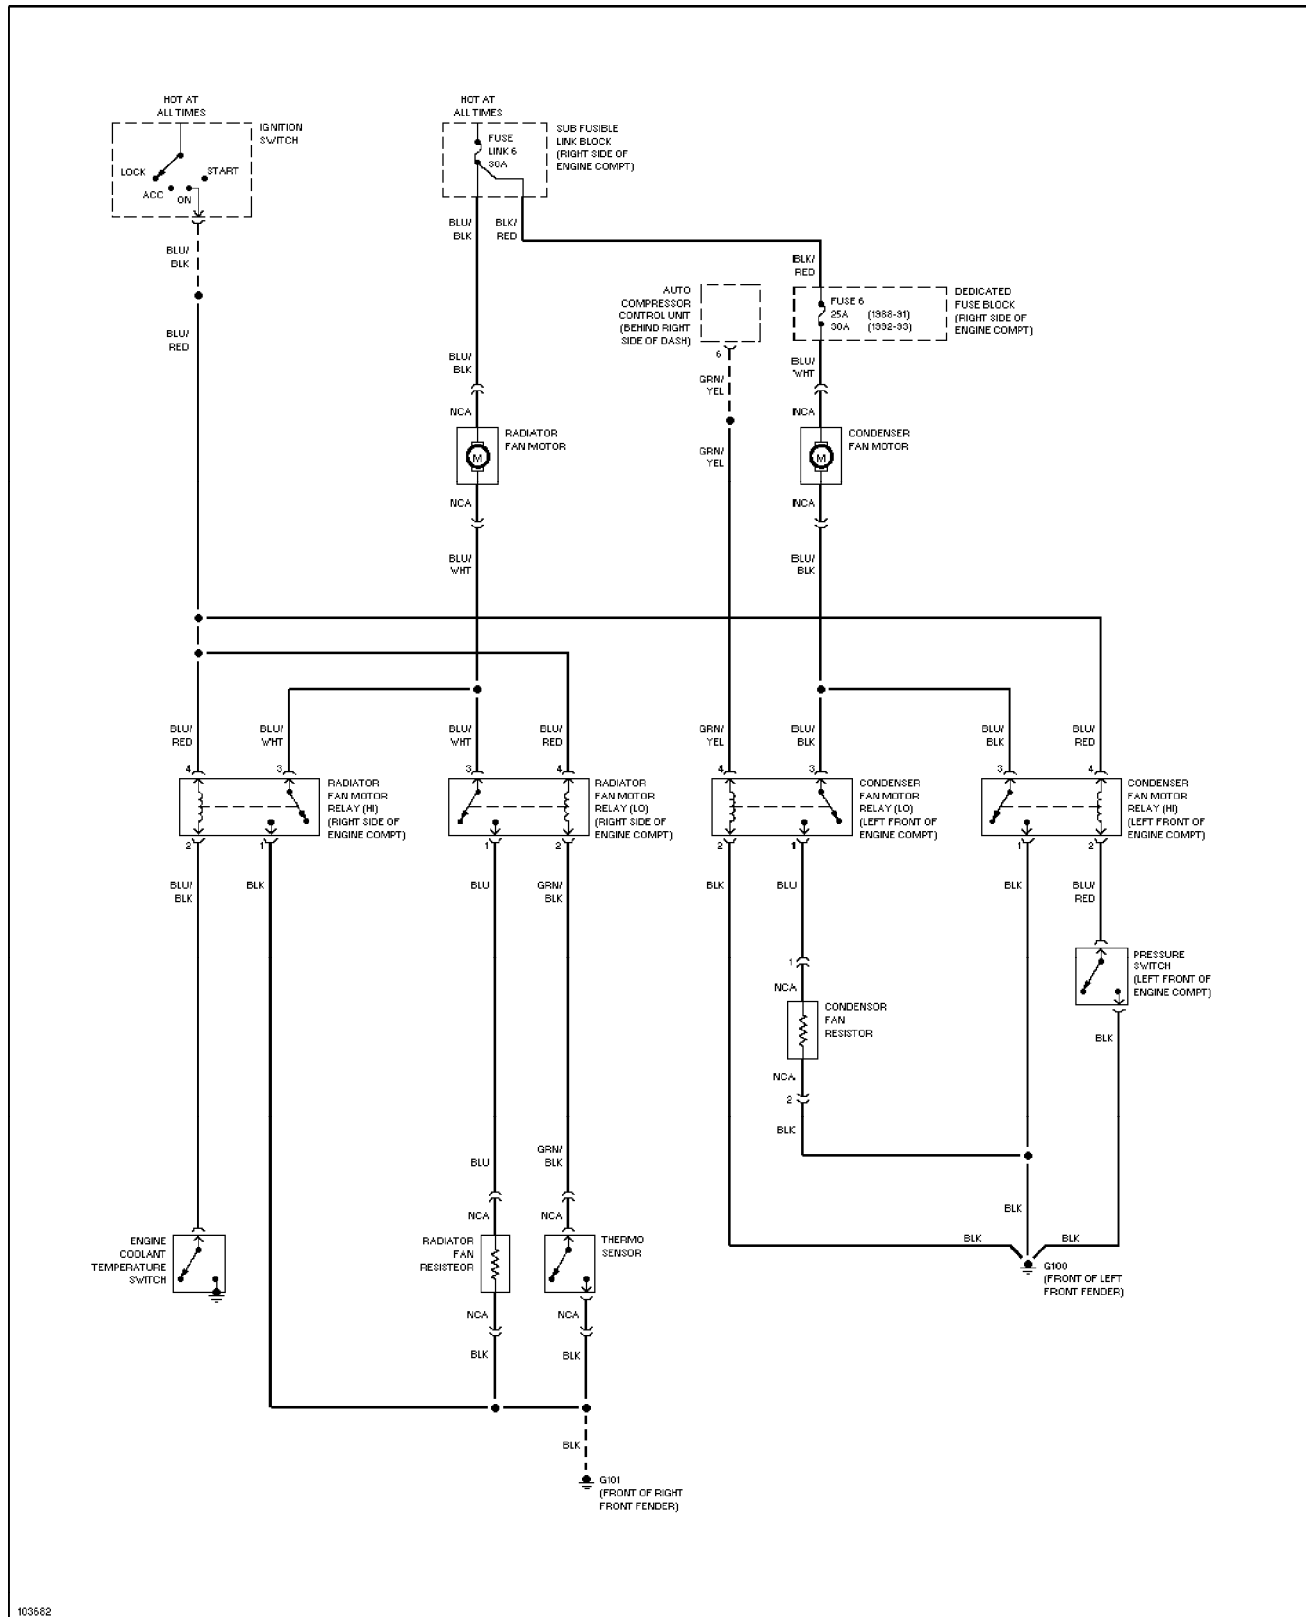 HOT AT
ALL TIMES
IGNITION
SWITCH
LOCK
START
ACC
ON
BLU/
BLK
BLU/
RED
HOT AT
ALL TIMES
FUSE
LINK 6
30A
SUB FUSIBLE
LINK BLOCK
(RIGHT SIDE OF
ENGINE COMPT)
BLU/
BLK
BLK/
RED
BLK/
RED
AUTO
COMPRESSOR
CONTROL UNIT
(BEHIND RIGHT
SIDE OF DASH)
6
FUSE 6
25A (1988-91)
30A (1992-93)
DEDICATED
FUSE BLOCK
(RIGHT SIDE OF
ENGINE COMPT)
BLU/
BLK
GRN/
YEL
BLU/
WHT
NCA
NCA
M
RADIATOR
FAN MOTOR
GRN/
YEL
M
CONDENSER
FAN MOTOR
NCA
NCA
BLU/
WHT
BLU/
BLK
BLU/
RED
BLU/
WHT
BLU/
WHT
BLU/
RED
GRN/
YEL
BLU/
BLK
BLU/
BLK
BLU/
RED
4
3
3
4
4
3
3
4
RADIATOR
FAN MOTOR
RELAY (HI)
(RIGHT SIDE OF
ENGINE COMPT)
RADIATOR
FAN MOTOR
RELAY (LO)
(RIGHT SIDE OF
ENGINE COMPT)
CONDENSER
FAN MOTOR
RELAY (LO)
(LEFT FRONT OF
ENGINE COMPT)
CONDENSER
FAN MOTOR
RELAY (HI)
(LEFT FRONT OF
ENGINE COMPT)
2
1
1
2
2
1
1
2
BLU/
BLK
BLK
BLU
GRN/
BLK
BLK
BLU
BLK
BLU/
RED
1
NCA
CONDENSOR
FAN
RESISTOR
NCA
2
BLK
PRESSURE
SWITCH
(LEFT FRONT OF
ENGINE COMPT)
BLK
BLU
GRN/
BLK
NCA
NCA
BLK
BLK
BLK
ENGINE
COOLANT
TEMPERATURE
SWITCH
RADIATOR
FAN
RESISTEOR
THERMO
SENSOR
G100
(FRONT OF LEFT
FRONT FENDER)
NCA
NCA
BLK
BLK
BLK
G101
(FRONT OF RIGHT
FRONT FENDER)
103682